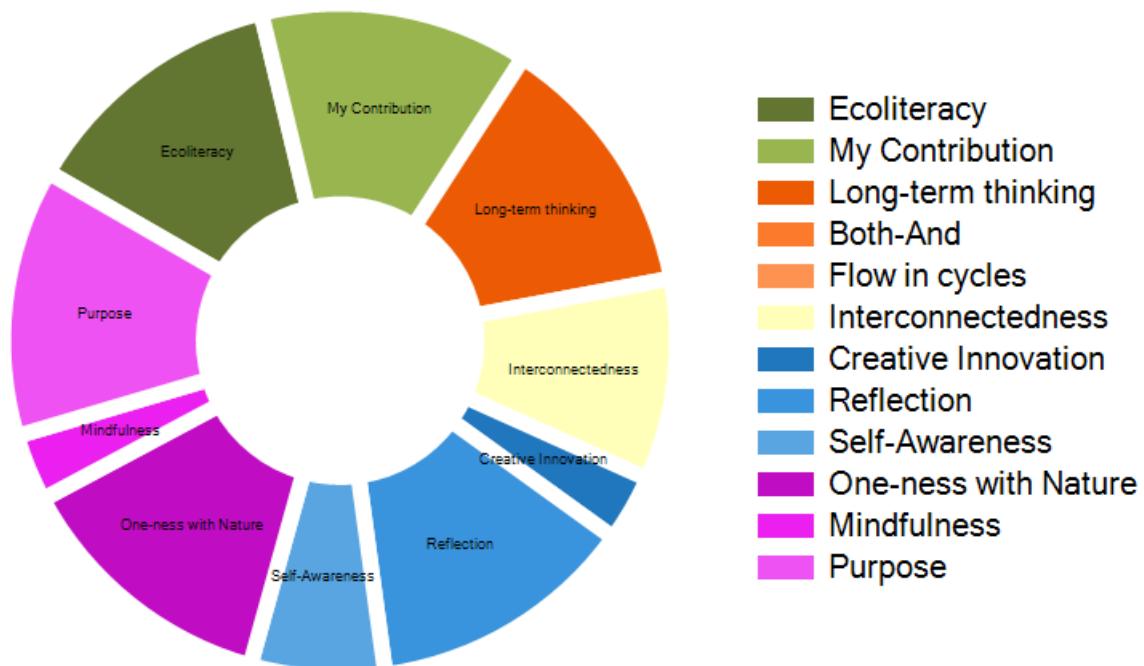 My Contribution
Ecoliteracy
Long-term thinking
Purpose
Interconnectedness
Mindfulness
Creative Innovation
One-ness with Nature
Reflection
Self-Awareness
Ecoliteracy
My Contribution
Long-term thinking
Both-And
Flow in cycles
Interconnectedness
Creative Innovation
Reflection
Self-Awareness
One-ness with Nature
Mindfulness
Purpose